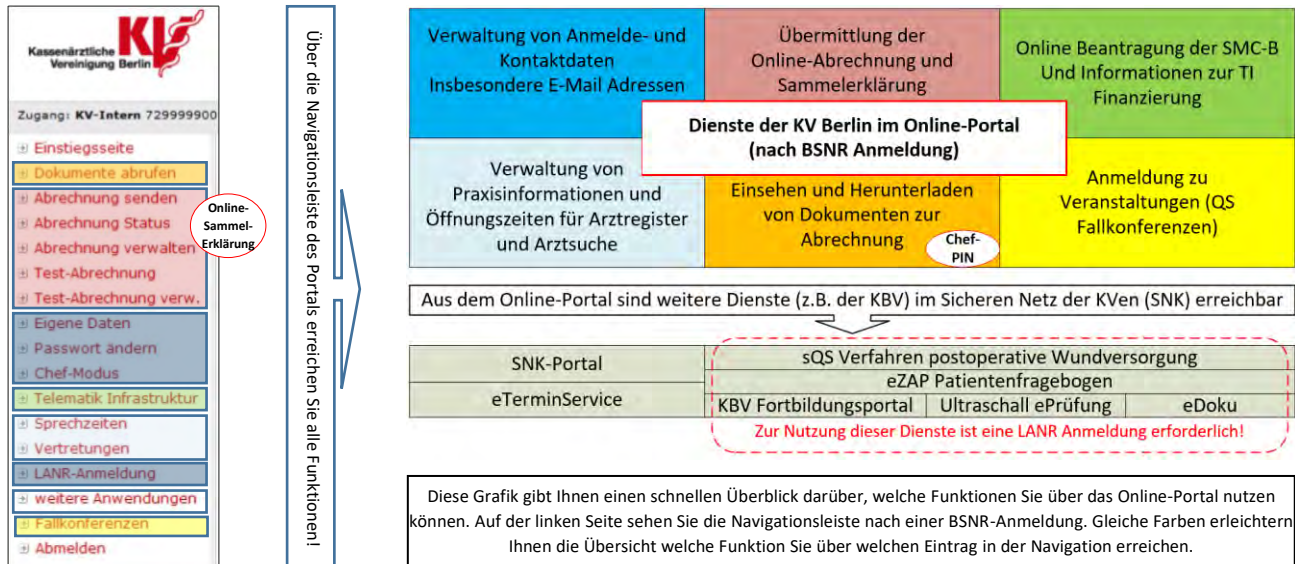 Kassenärztliche
Vereinigung Berlin
KV
Zugang: KV-Intern 729999900
Einstiegsseite
Dokumente abrufen
Abrechnung senden
Abrechnung Status
Abrechnung verwalten
Test-Abrechnung
Test-Abrechnung verw.
Online-
Sammel-
Erklärung
Eigene Daten
Passwort ändern
Chef-Modus
Telematik Infrastruktur
Sprechzeiten
Vertretungen
LANR-Anmeldung
weitere Anwendungen
Fallkonferenzen
Abmelden
Über die Navigationsleiste des Portals erreichen Sie alle Funktionen!
Verwaltung von Anmelde- und
Kontaktdaten
Insbesondere E-Mail Adressen
Übermittlung der
Online-Abrechnung und
Sammelerklärung
Online Beantragung der SMC-B
Und Informationen zur TI
Finanzierung
Dienste der KV Berlin im Online-Portal
(nach BSNR Anmeldung)
Verwaltung von
Praxisinformationen und
Öffnungszeiten für Arztregister
und Arztsuche
Einsehen und Herunterladen
von Dokumenten zur
Abrechnung
Chef-
PIN
Anmeldung zu
Veranstaltungen (QS
Fallkonferenzen)
Aus dem Online-Portal sind weitere Dienste (z.B. der KBV) im Sicheren Netz der KVen (SNK) erreichbar
SNK-Portal
eTerminService
sQS Verfahren postoperative Wundversorgung
eZAP Patientenfragebogen
KBV Fortbildungsportal
Ultraschall ePrüfung
eDoku
Zur Nutzung dieser Dienste ist eine LANR Anmeldung erforderlich!
Diese Grafik gibt Ihnen einen schnellen Überblick darüber, welche Funktionen Sie über das Online-Portal nutzen
können. Auf der linken Seite sehen Sie die Navigationsleiste nach einer BSNR-Anmeldung. Gleiche Farben erleichtern
Ihnen die Übersicht welche Funktion Sie über welchen Eintrag in der Navigation erreichen.